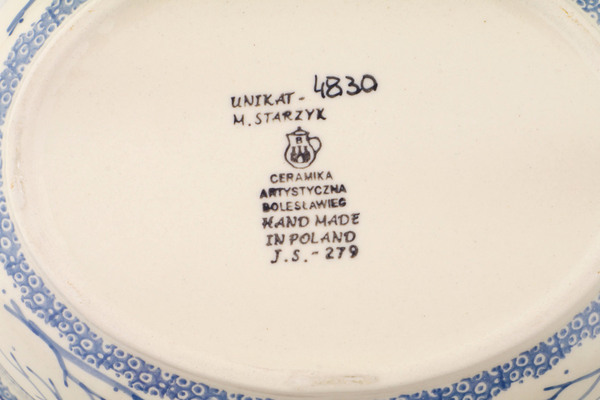 UNIKAT - 4830
M. STARZYK
B
CERAMIKA
ARTYSTYCZNA
BOLESŁAWIEC
HAND MADE
IN POLAND
J.S. - 279